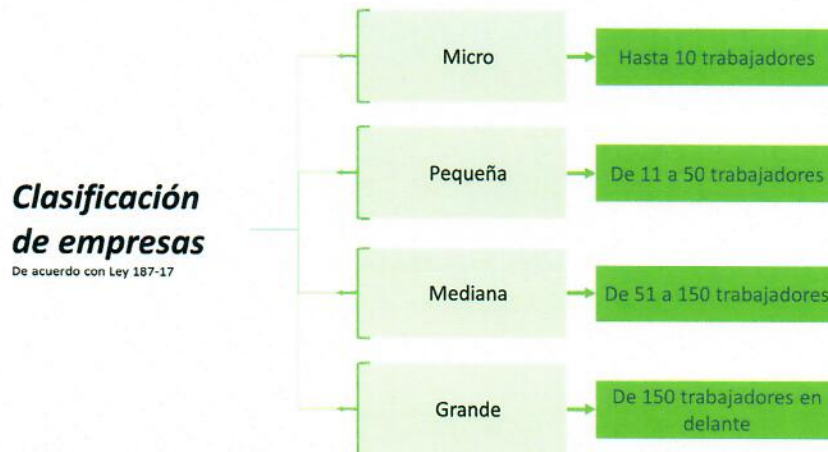 Clasificación
de empresas
De acuerdo con Ley 187-17
Micro
Hasta 10 trabajadores
Pequeña
De 11 a 50 trabajadores
Mediana
De 51 a 150 trabajadores
Grande
De 150 trabajadores en
delante